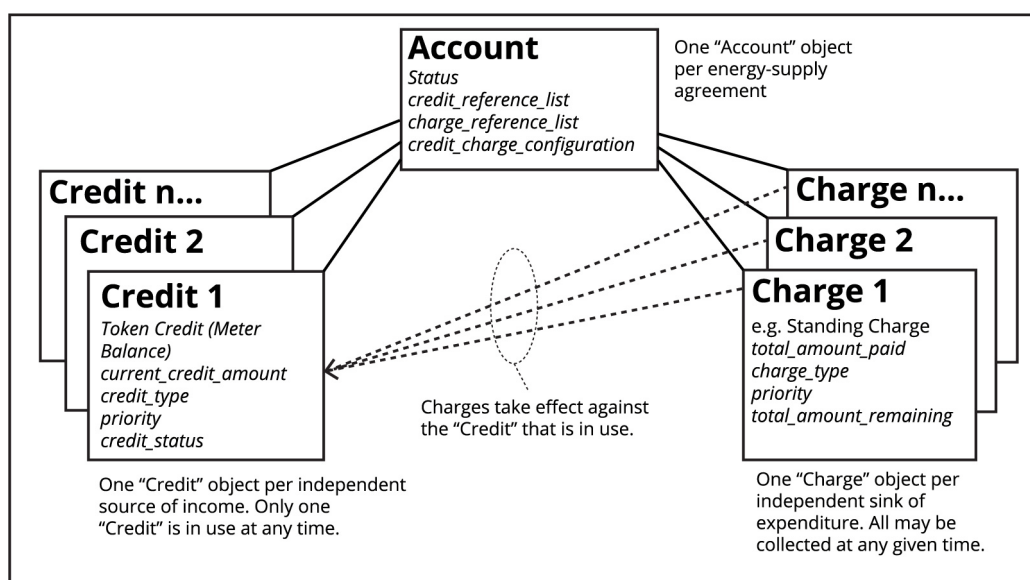 Account
Status
credit_reference_list
charge_reference_list
credit_charge_configuration
One “Account” object
per energy-supply
agreement
Credit n...
Credit 2
Credit 1
Token Credit (Meter
Balance)
current_credit_amount
credit_type
priority
credit_status
Charge n...
Charge 2
Charge 1
e.g. Standing Charge
total_amount_paid
charge_type
priority
total_amount_remaining
Charges take effect against
the “Credit” that is in use.
One “Credit” object per independent
source of income. Only one
“Credit” is in use at any time.
One “Charge” object per
independent sink of
expenditure. All may be
collected at any given time.